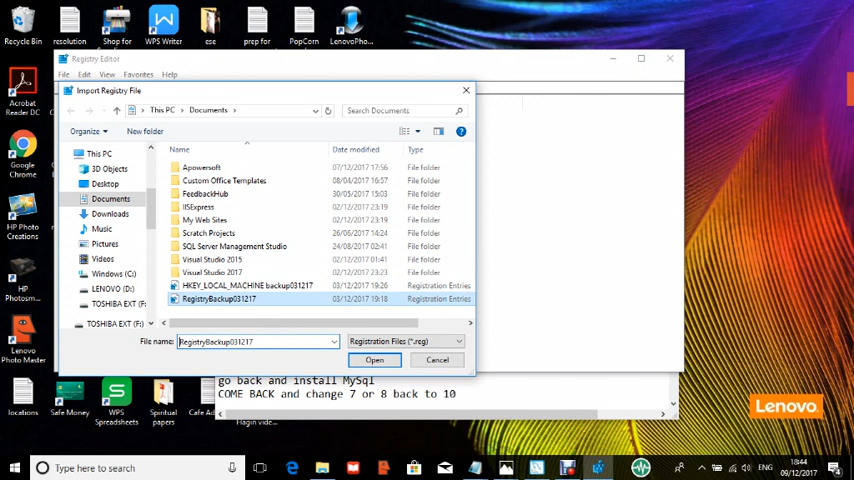 Recycle Bin
resolution
Shop for
WPS Writer
ese
prep for
PopCorn
LenovoPho...
Acrobat
Reader DC
Google
Chrome
HP Photo
Creations
HP
Photosm...
Lenovo
Photo Master
locations
Safe Money
WPS
Spreadsheets
Spiritual
papers
Cafe Ad
Hagin vide...
Registry Editor
File Edit View Favorites Help
Import Registry File
This PC > Documents >
Search Documents
Organize
New folder
This PC
3D Objects
Desktop
Documents
Downloads
Music
Pictures
Videos
Windows (C:)
LENOVO (D:)
TOSHIBA EXT (F:
TOSHIBA EXT (F:)
Name Date modified Type
Apowersoft 07/12/2017 17:56 File folder
Custom Office Templates 08/04/2017 16:57 File folder
FeedbackHub 30/05/2017 15:03 File folder
IISExpress 02/12/2017 23:19 File folder
My Web Sites 02/12/2017 23:19 File folder
Scratch Projects 26/06/2017 14:24 File folder
SQL Server Management Studio 24/08/2017 02:41 File folder
Visual Studio 2015 02/12/2017 01:41 File folder
Visual Studio 2017 02/12/2017 23:23 File folder
HKEY_LOCAL_MACHINE backup031217 03/12/2017 19:26 Registration Entries
RegistryBackup031217 03/12/2017 19:18 Registration Entries
File name: RegistryBackup031217
Registration Files (*.reg)
Open
Cancel
go back and install MySql
COME BACK and change 7 or 8 back to 10
Lenovo
Type here to search
ENG
18:44
09/12/2017
4